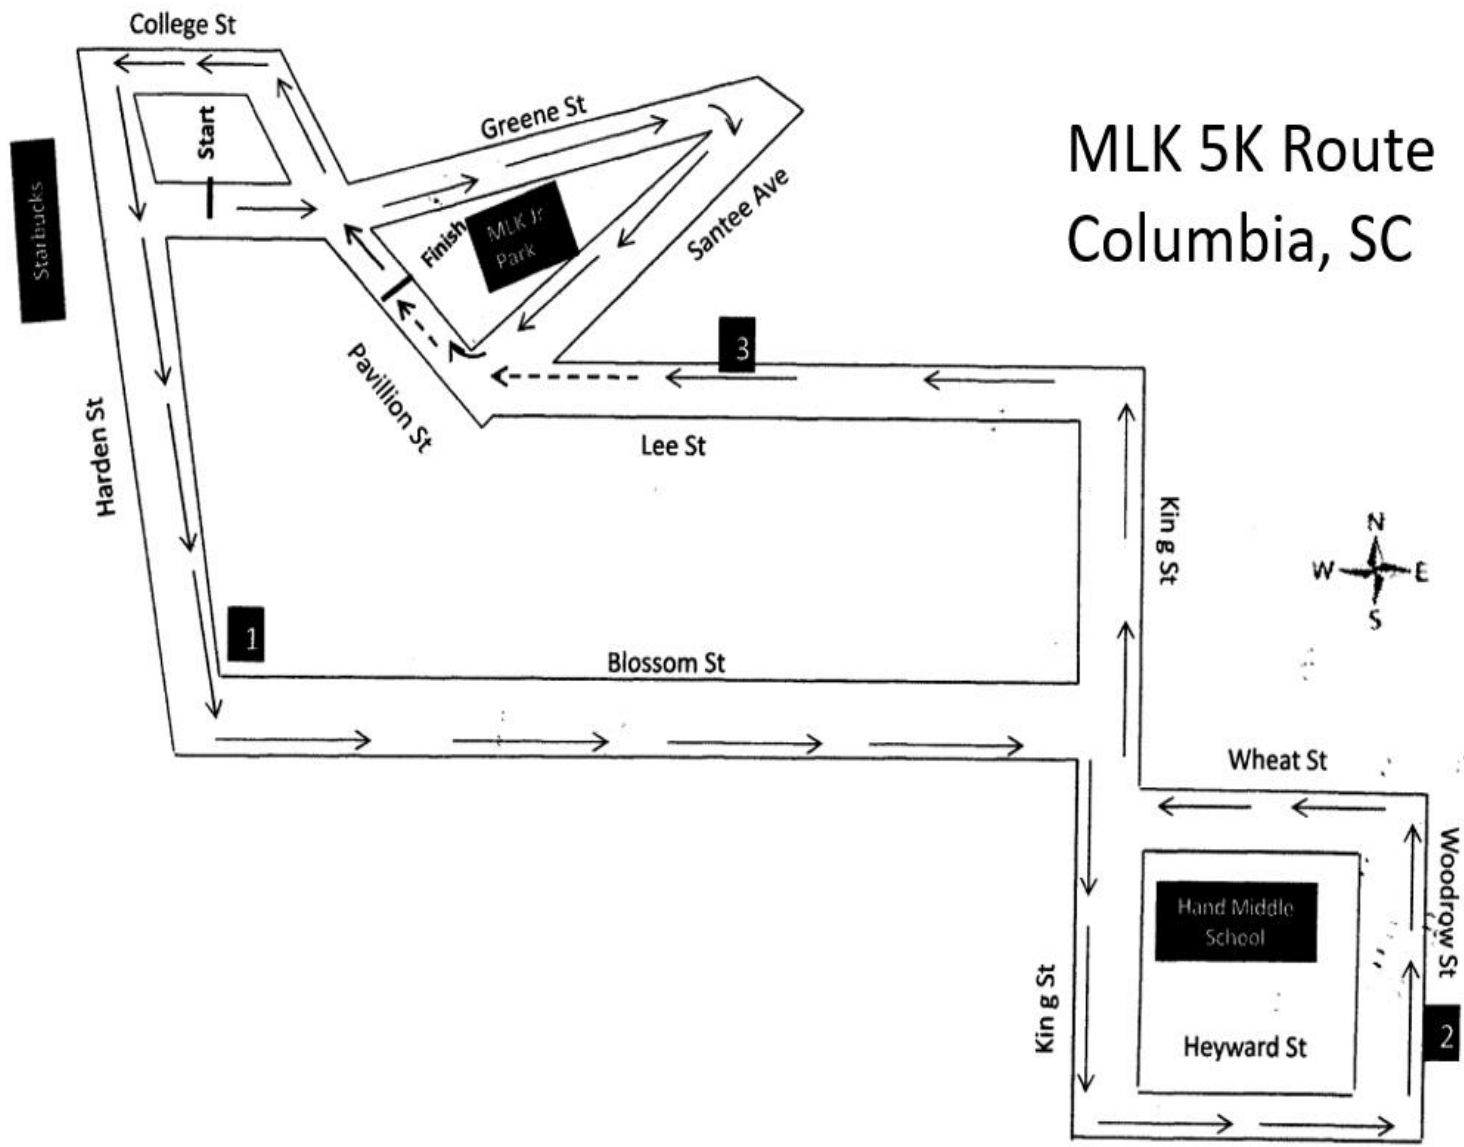 College St
MLK 5K Route
Columbia, SC
Greene St
Start
Santee Ave
Starbucks
Finish
MLK Jr
Park
3
Pavillion St
Lee St
Harden St
King St
N
W E
S
1
Blossom St
Wheat St
Woodrow St
Hand Middle
School
King St
Heyward St
2